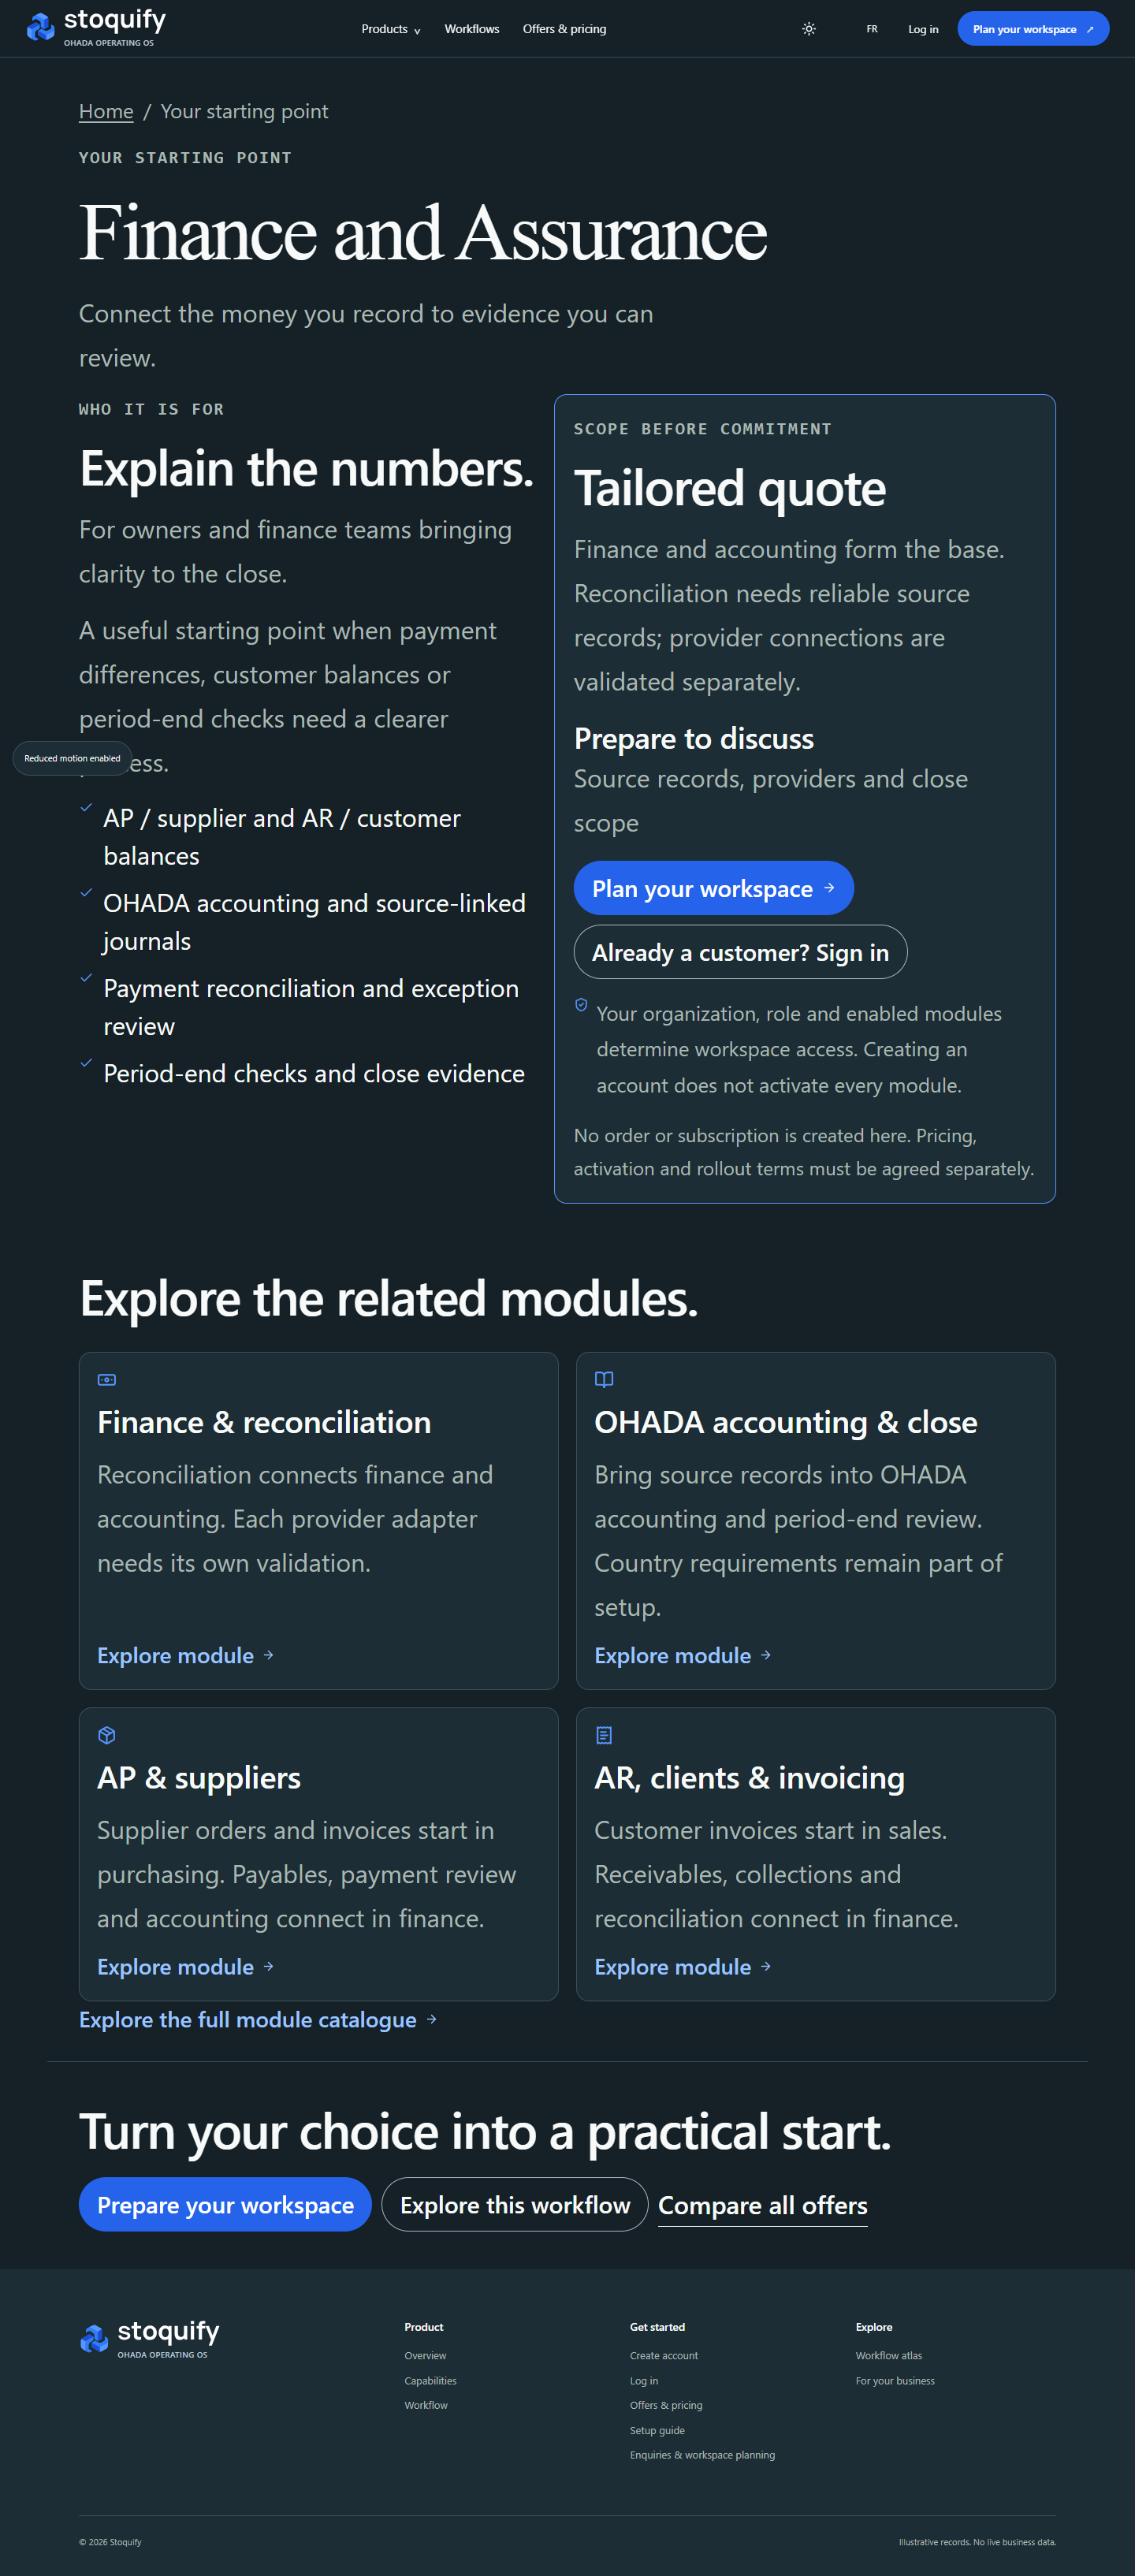 stoquify
OHADA OPERATING OS
Products
Workflows
Offers & pricing
FR
Log in
Plan your workspace ↗
Home / Your starting point
YOUR STARTING POINT
Finance and Assurance
Connect the money you record to evidence you can
review.
WHO IT IS FOR
Explain the numbers.
For owners and finance teams bringing
clarity to the close.
A useful starting point when payment
differences, customer balances or
period-end checks need a clearer
ess.
Reduced motion enabled
AP / supplier and AR / customer
balances
OHADA accounting and source-linked
journals
Payment reconciliation and exception
review
Period-end checks and close evidence
SCOPE BEFORE COMMITMENT
Tailored quote
Finance and accounting form the base.
Reconciliation needs reliable source
records; provider connections are
validated separately.
Prepare to discuss
Source records, providers and close
scope
Plan your workspace →
Already a customer? Sign in
Your organization, role and enabled modules
determine workspace access. Creating an
account does not activate every module.
No order or subscription is created here. Pricing,
activation and rollout terms must be agreed separately.
Explore the related modules.
Finance & reconciliation
Reconciliation connects finance and
accounting. Each provider adapter
needs its own validation.
Explore module →
OHADA accounting & close
Bring source records into OHADA
accounting and period-end review.
Country requirements remain part of
setup.
Explore module →
AP & suppliers
Supplier orders and invoices start in
purchasing. Payables, payment review
and accounting connect in finance.
Explore module →
AR, clients & invoicing
Customer invoices start in sales.
Receivables, collections and
reconciliation connect in finance.
Explore module →
Explore the full module catalogue →
Turn your choice into a practical start.
Prepare your workspace
Explore this workflow
Compare all offers
stoquify
OHADA OPERATING OS
Product
Overview
Capabilities
Workflow
Get started
Create account
Log in
Offers & pricing
Setup guide
Enquiries & workspace planning
Explore
Workflow atlas
For your business
© 2026 Stoquify
Illustrative records. No live business data.